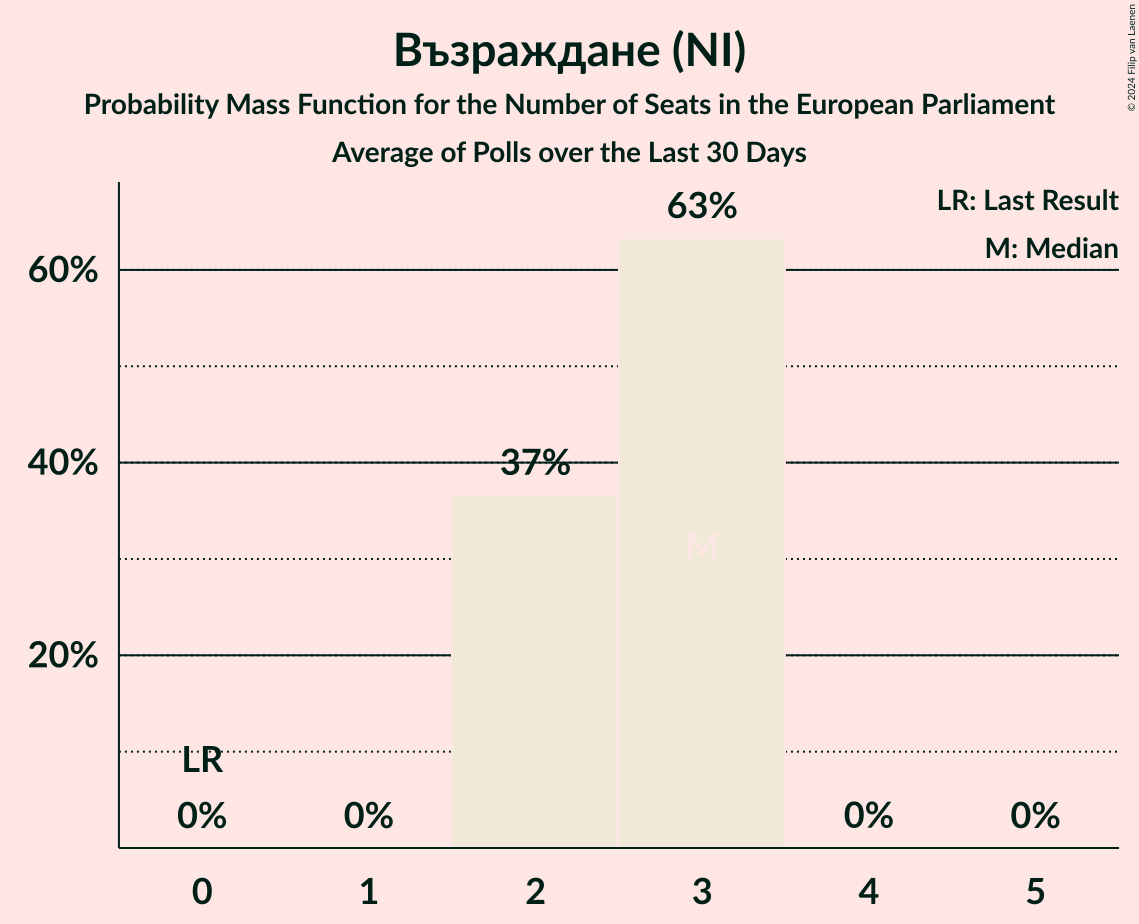 Възраждане (NI)
Probability Mass Function for the Number of Seats in the European Parliament
Average of Polls over the Last 30 Days
© 2024 Filip van Laenen
LR: Last Result
M: Median
63%
60%
40%
37%
M
20%
LR
0% 0% 0% 0%
0 1 2 3 4 5